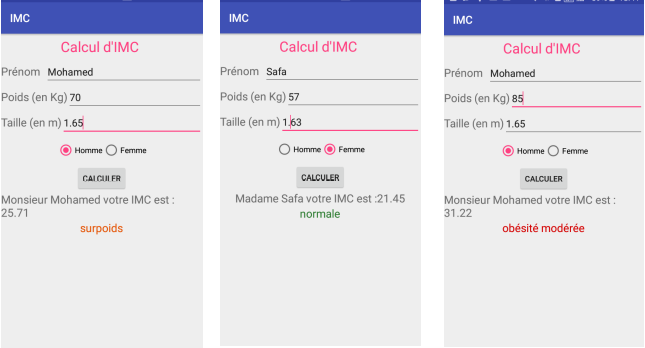 IMC
Calcul d'IMC
Prénom Mohamed
Poids (en Kg) 70
Taille (en m) 1.65
Homme Femme
CALCULER
Monsieur Mohamed votre IMC est :
25.71
surpoids
IMC
Calcul d'IMC
Prénom Safa
Poids (en Kg) 57
Taille (en m) 1.63
Homme Femme
CALCULER
Madame Safa votre IMC est :21.45
normale
IMC
Calcul d'IMC
Prénom Mohamed
Poids (en Kg) 85
Taille (en m) 1.65
Homme Femme
CALCULER
Monsieur Mohamed votre IMC est :
31.22
obésité modérée